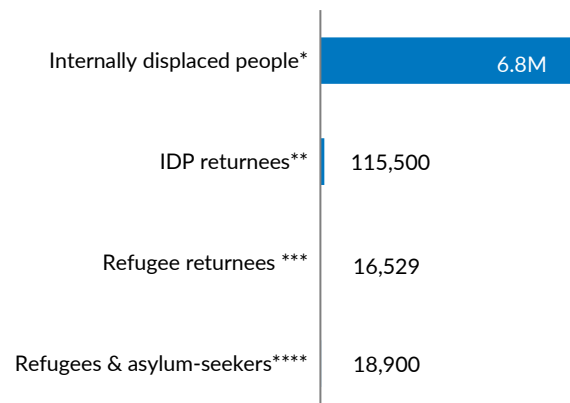 Internally displaced people* 6.8M
IDP returnees** 115,500
Refugee returnees *** 16,529
Refugees & asylum-seekers**** 18,900